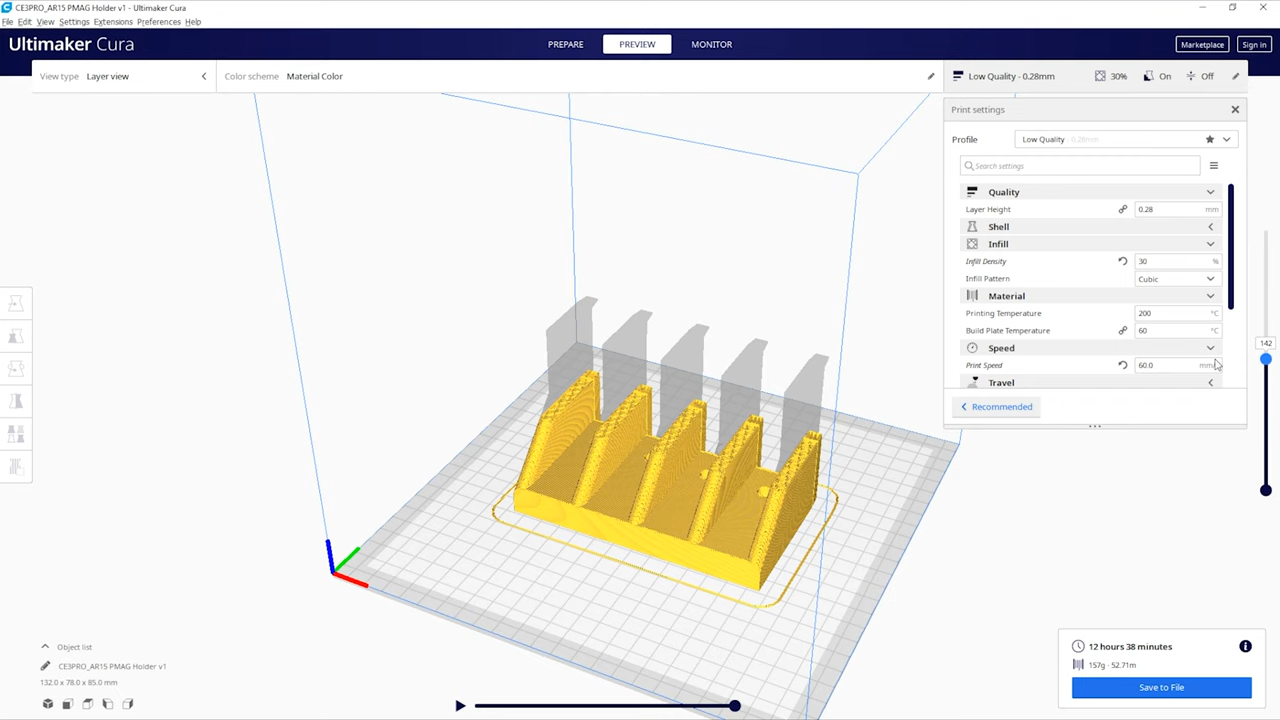 CE3PRO_AR15 PMAG Holder v1 - Ultimaker Cura
File Edit View Settings Extensions Preferences Help
Ultimaker Cura
PREPARE
PREVIEW
MONITOR
Marketplace
Sign in
View type Layer view
Color scheme Material Color
Low Quality - 0.28mm
30%
On
Off
Print settings
Profile Low Quality - 0.28mm
Search settings
Quality
Layer Height 0.28 mm
Shell
Infill
Infill Density 30 %
Infill Pattern Cubic
Material
Printing Temperature 200 °C
Build Plate Temperature 60 °C
Speed
Print Speed 60.0
Travel
Recommended
142
Object list
CE3PRO_AR15 PMAG Holder v1
132.0 x 78.0 x 85.0 mm
12 hours 38 minutes
157g · 52.71m
Save to File